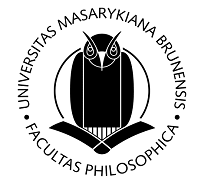 UNIVERSITAS MASARYKIANA BRUNENSIS
• FACULTAS PHILOSOPHICA •